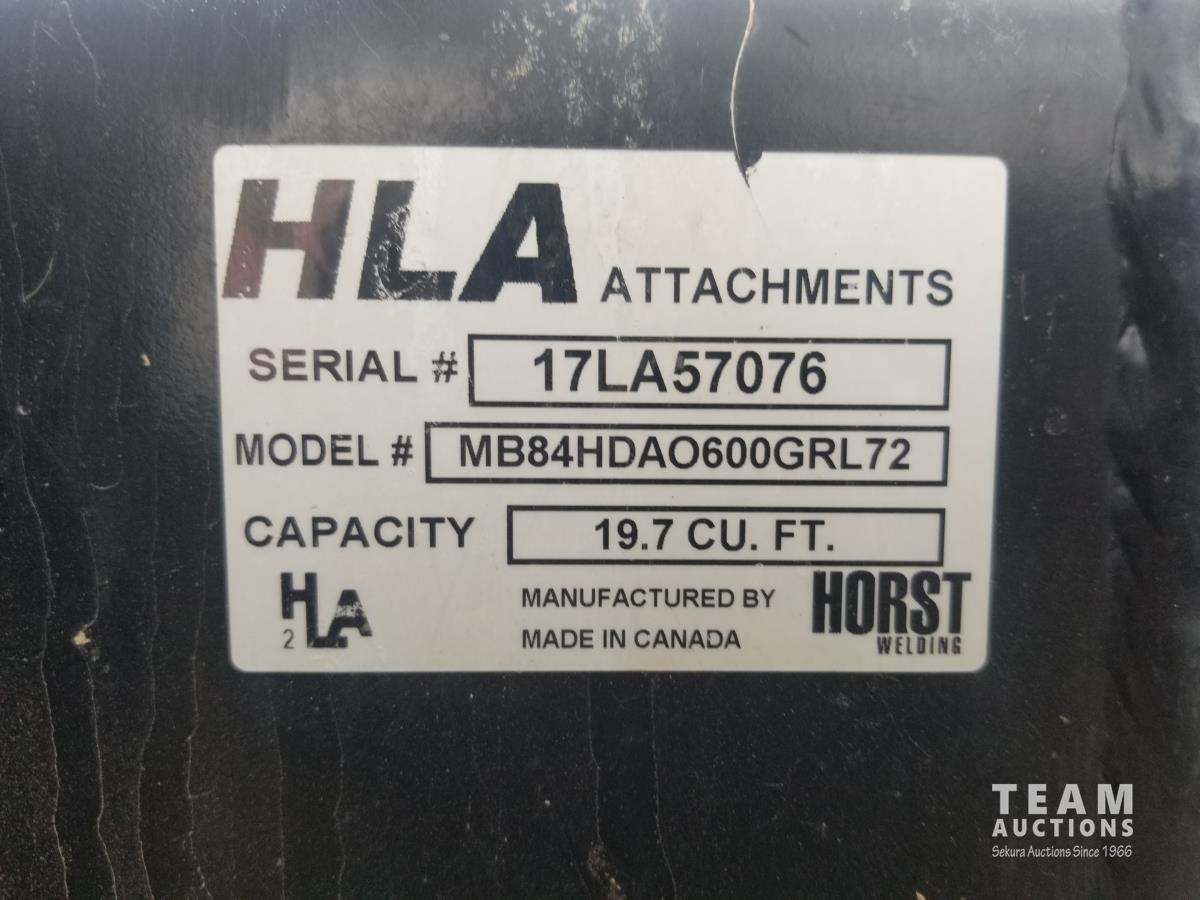 HLA ATTACHMENTS
SERIAL # 17LA57076
MODEL # MB84HDAO600GRL72
CAPACITY 19.7 CU. FT.
HLA
2
MANUFACTURED BY
MADE IN CANADA
HORST
WELDING
TEAM
AUCTIONS
Sekura Auctions Since 1966